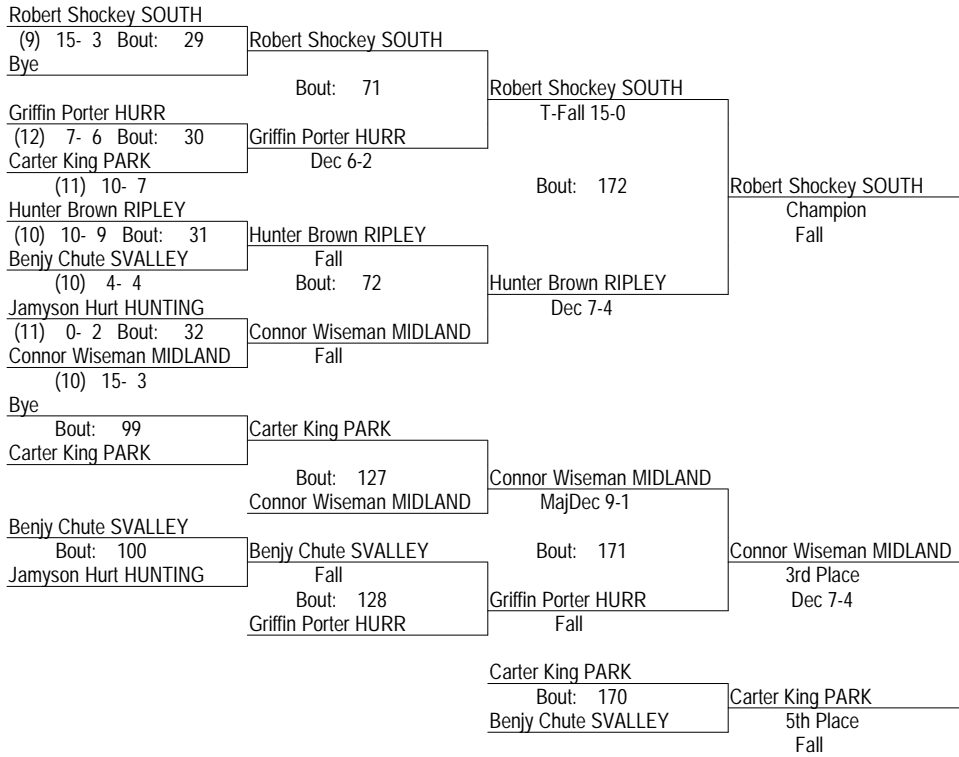 Robert Shockey SOUTH
(9) 15- 3 Bout: 29 Robert Shockey SOUTH
Bye
Bout: 71 Robert Shockey SOUTH
Griffin Porter HURR T-Fall 15-0
(12) 7- 6 Bout: 30 Griffin Porter HURR
Carter King PARK Dec 6-2
(11) 10- 7 Bout: 172 Robert Shockey SOUTH
Hunter Brown RIPLEY Champion
(10) 10- 9 Bout: 31 Hunter Brown RIPLEY Fall
Benjy Chute SVALLEY Fall
(10) 4- 4 Bout: 72 Hunter Brown RIPLEY
Jamyson Hurt HUNTING Dec 7-4
(11) 0- 2 Bout: 32 Connor Wiseman MIDLAND
Connor Wiseman MIDLAND Fall
(10) 15- 3
Bye
Bout: 99 Carter King PARK
Carter King PARK
Bout: 127 Connor Wiseman MIDLAND
Connor Wiseman MIDLAND MajDec 9-1
Benjy Chute SVALLEY
Bout: 100 Benjy Chute SVALLEY Bout: 171 Connor Wiseman MIDLAND
Jamyson Hurt HUNTING Fall 3rd Place
Bout: 128 Griffin Porter HURR Dec 7-4
Griffin Porter HURR Fall
Carter King PARK
Bout: 170 Carter King PARK
Benjy Chute SVALLEY 5th Place
Fall